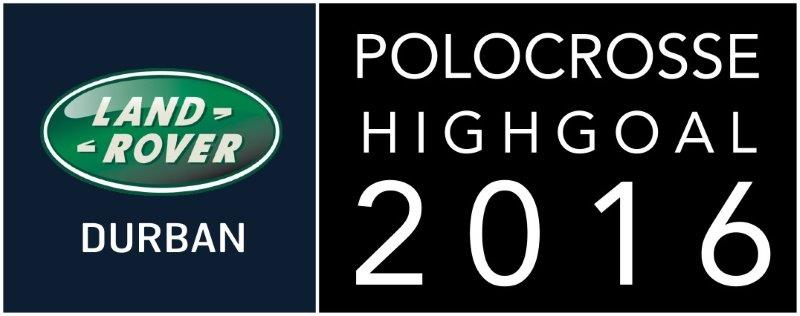 LAND
ROVER
DURBAN
POLOCROSSE
HIGHGOAL
2016